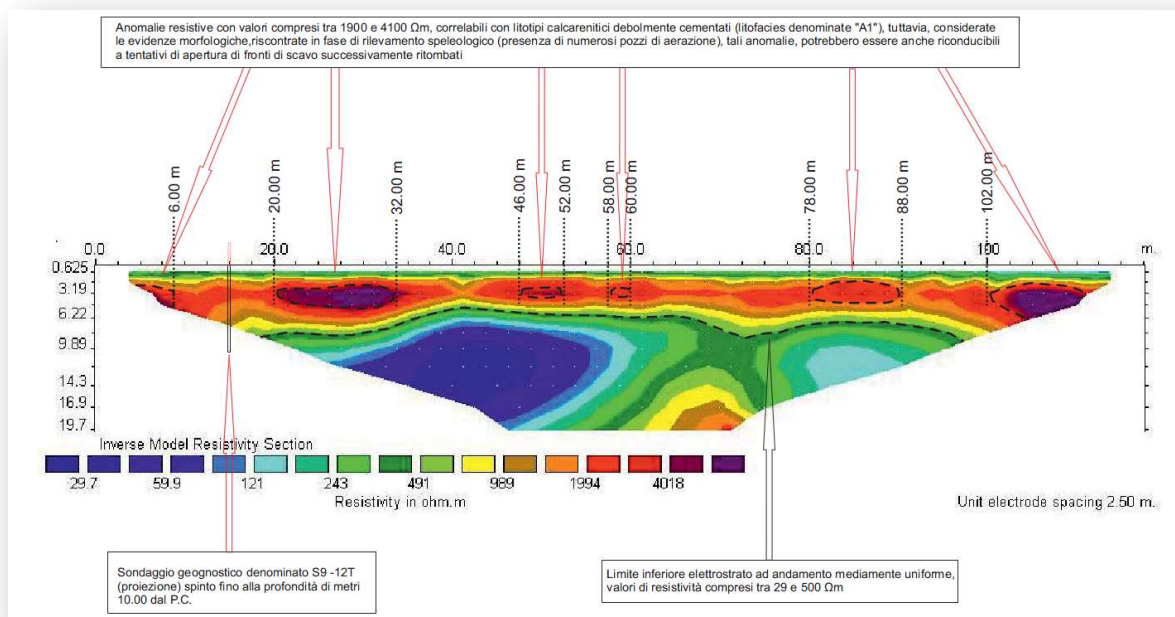 Anomalie resistive con valori compresi tra 1900 e 4100 Ωm, correlabili con litotipi calcarenitici debolmente cementati (litofacies denominate "A1"), tuttavia, considerate
le evidenze morfologiche,riscontrate in fase di rilevamento speleologico (presenza di numerosi pozzi di aerazione), tali anomalie, potrebbero essere anche riconducibili
a tentativi di apertura di fronti di scavo successivamente ritombati
6.00 m
20.00 m
32.00 m
46.00 m
52.00 m
58.00 m
60.00 m
78.00 m
88.00 m
102.00 m
0.0 20.0 40.0 60.0 80.0 100 m.
0.625
3.19
6.22
9.89
14.3
16.9
19.7
Inverse Model Resistivity Section
29.7 59.9 121 243 491 989 1994 4018
Resistivity in ohm.m
Unit electrode spacing 2.50 m.
Sondaggio geognostico denominato S9 -12T
(proiezione) spinto fino alla profondità di metri
10.00 dal P.C.
Limite inferiore elettrostrato ad andamento mediamente uniforme,
valori di resistività compresi tra 29 e 500 Ωm